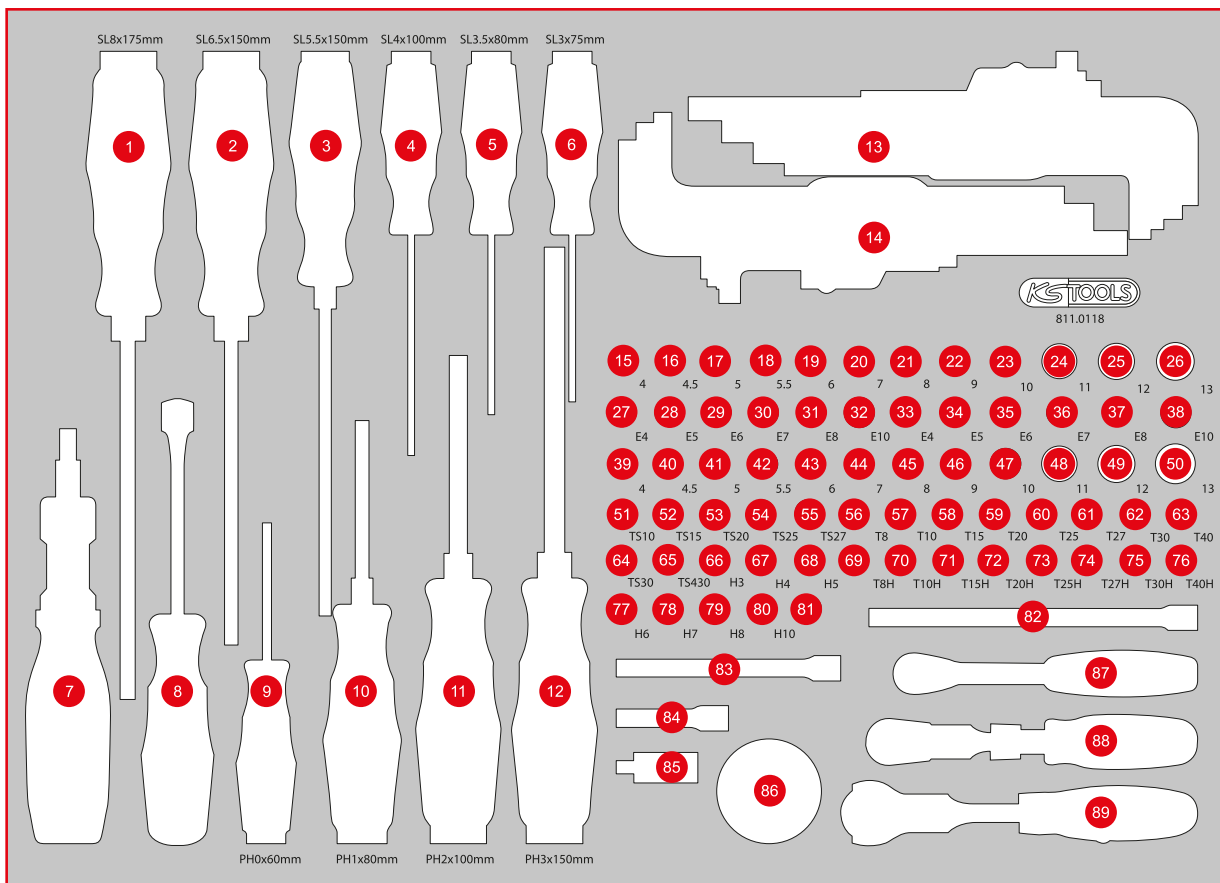 SL8x175mm SL6.5x150mm SL5.5x150mm SL4x100mm SL3.5x80mm SL3x75mm
1 2 3 4 5 6 13
14
KS TOOLS
811.0118
15 16 17 18 19 20 21 22 23 24 25 26
4 4.5 5 5.5 6 7 8 9 10 11 12 13
27 28 29 30 31 32 33 34 35 36 37 38
E4 E5 E6 E7 E8 E10 E4 E5 E6 E7 E8 E10
39 40 41 42 43 44 45 46 47 48 49 50
4 4.5 5 5.5 6 7 8 9 10 11 12 13
51 52 53 54 55 56 57 58 59 60 61 62 63
TS10 TS15 TS20 TS25 TS27 T8 T10 T15 T20 T25 T27 T30 T40
64 65 66 67 68 69 70 71 72 73 74 75 76
TS30 TS430 H3 H4 H5 T8H T10H T15H T20H T25H T27H T30H T40H
77 78 79 80 81 82
H6 H7 H8 H10
83
7 8 9 10 11 12 87
84
88
85
86
89
PH0x60mm PH1x80mm PH2x100mm PH3x150mm